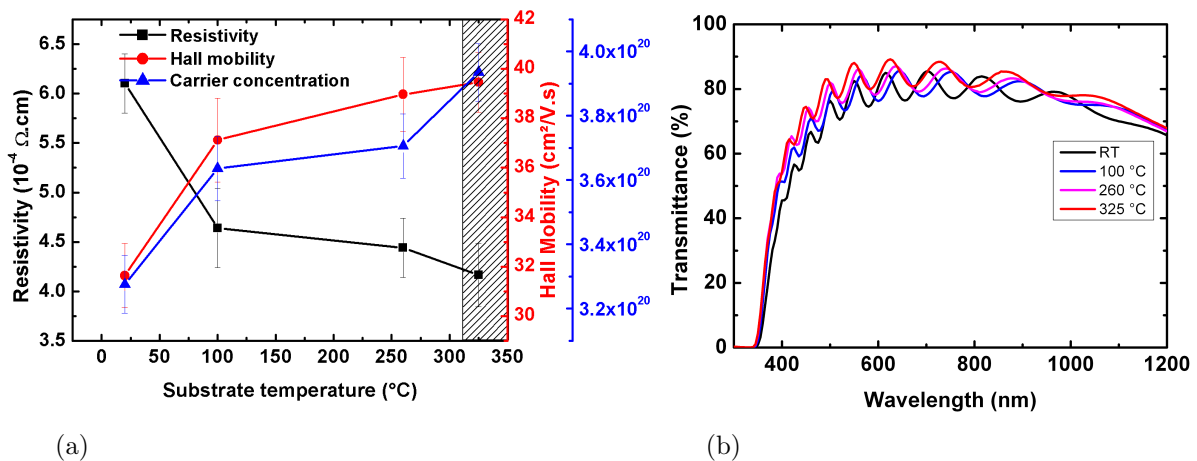 Resistivity
Hall mobility
Carrier concentration
6.5
6.0
5.5
5.0
4.5
4.0
3.5
Resistivity (10⁻⁴ Ω.cm)
0 50 100 150 200 250 300 350
Substrate temperature (°C)
42
40
38
36
34
32
30
Hall Mobility (cm²/V.s)
4.0x10²⁰
3.8x10²⁰
3.6x10²⁰
3.4x10²⁰
3.2x10²⁰
(a)
100
80
60
40
20
0
Transmittance (%)
RT
100 °C
260 °C
325 °C
400 600 800 1000 1200
Wavelength (nm)
(b)